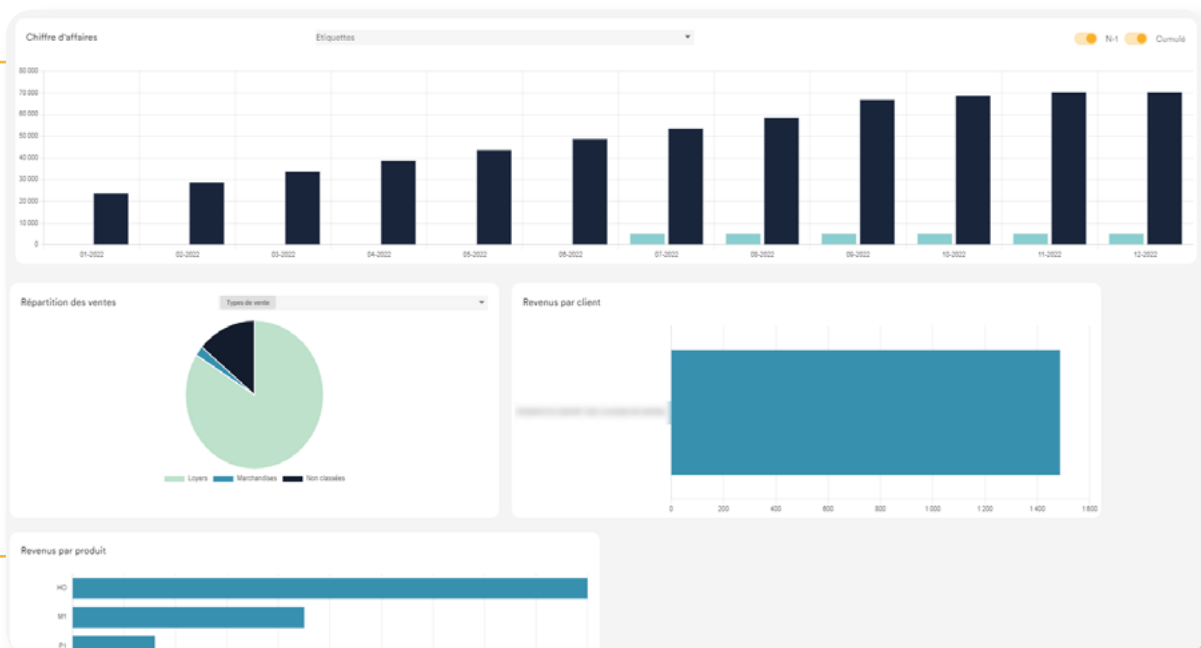 Chiffre d'affaires
Etiquettes
N-1
Cumulé
80 000
70 000
60 000
50 000
40 000
30 000
20 000
10 000
0
01-2022 02-2022 03-2022 04-2022 05-2022 06-2022 07-2022 08-2022 09-2022 10-2022 11-2022 12-2022
Répartition des ventes
Types de vente
Loyers Marchandises Non classées
Revenus par client
0 200 400 600 800 1 000 1 200 1 400 1 600
Revenus par produit
HO
M1
P1